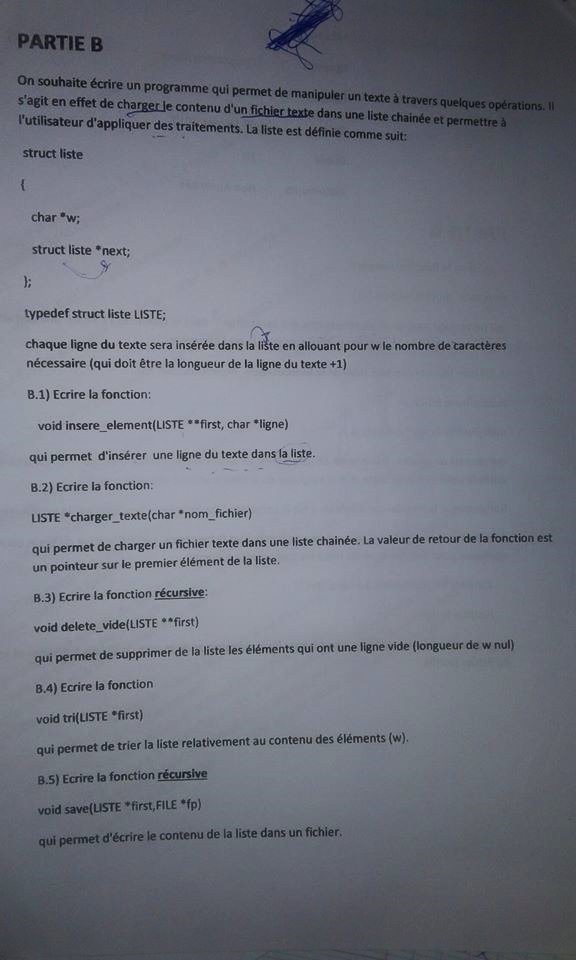 PARTIE B
On souhaite écrire un programme qui permet de manipuler un texte à travers quelques opérations. Il
s'agit en effet de charger le contenu d'un fichier texte dans une liste chainée et permettre à
l'utilisateur d'appliquer des traitements. La liste est définie comme suit:
struct liste
{
char *w;
struct liste *next;
};
typedef struct liste LISTE;
chaque ligne du texte sera insérée dans la liste en allouant pour w le nombre de caractères
nécessaire (qui doit être la longueur de la ligne du texte +1)
B.1) Ecrire la fonction:
void insere_element(LISTE **first, char *ligne)
qui permet d'insérer une ligne du texte dans la liste.
B.2) Ecrire la fonction:
LISTE *charger_texte(char *nom_fichier)
qui permet de charger un fichier texte dans une liste chainée. La valeur de retour de la fonction est
un pointeur sur le premier élément de la liste.
B.3) Ecrire la fonction récursive:
void delete_vide(LISTE **first)
qui permet de supprimer de la liste les éléments qui ont une ligne vide (longueur de w nul)
B.4) Ecrire la fonction
void tri(LISTE *first)
qui permet de trier la liste relativement au contenu des éléments (w).
B.5) Ecrire la fonction récursive
void save(LISTE *first,FILE *fp)
qui permet d'écrire le contenu de la liste dans un fichier.